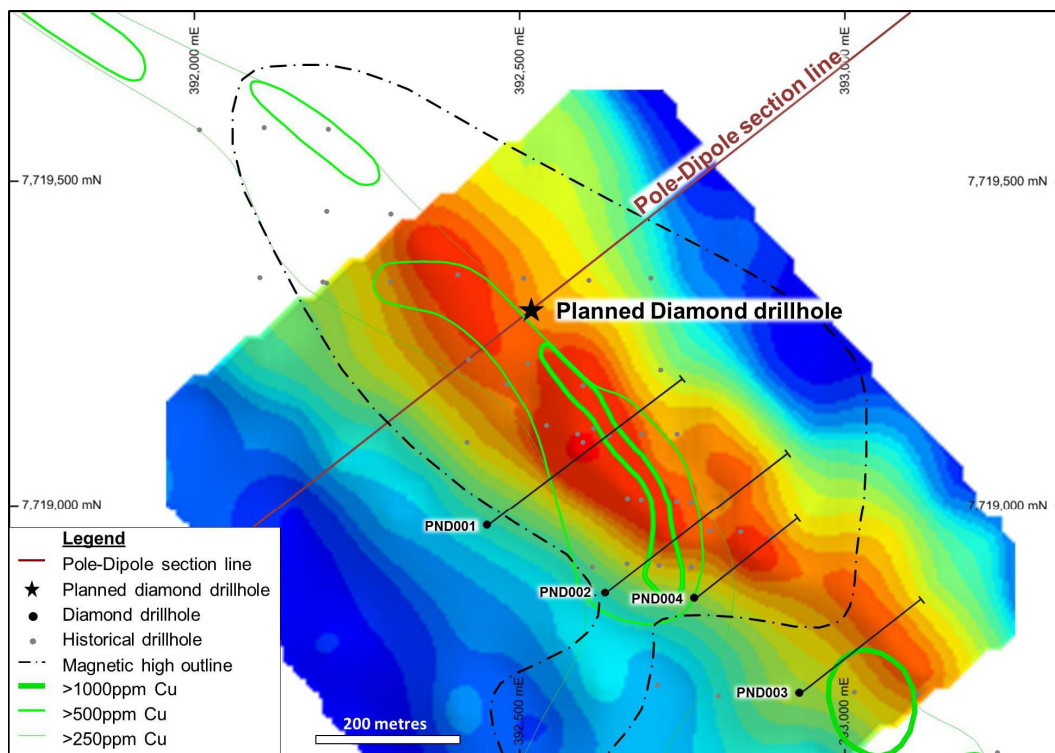 392,000 mE
392,500 mE
393,000 mE
Pole-Dipole section line
7,719,500 mN
7,719,500 mN
Planned Diamond drillhole
7,719,000 mN
7,719,000 mN
PND001
PND002
PND004
PND003
392,500 mE
393,000 mE
Legend
Pole-Dipole section line
Planned diamond drillhole
Diamond drillhole
Historical drillhole
Magnetic high outline
>1000ppm Cu
>500ppm Cu
>250ppm Cu
200 metres